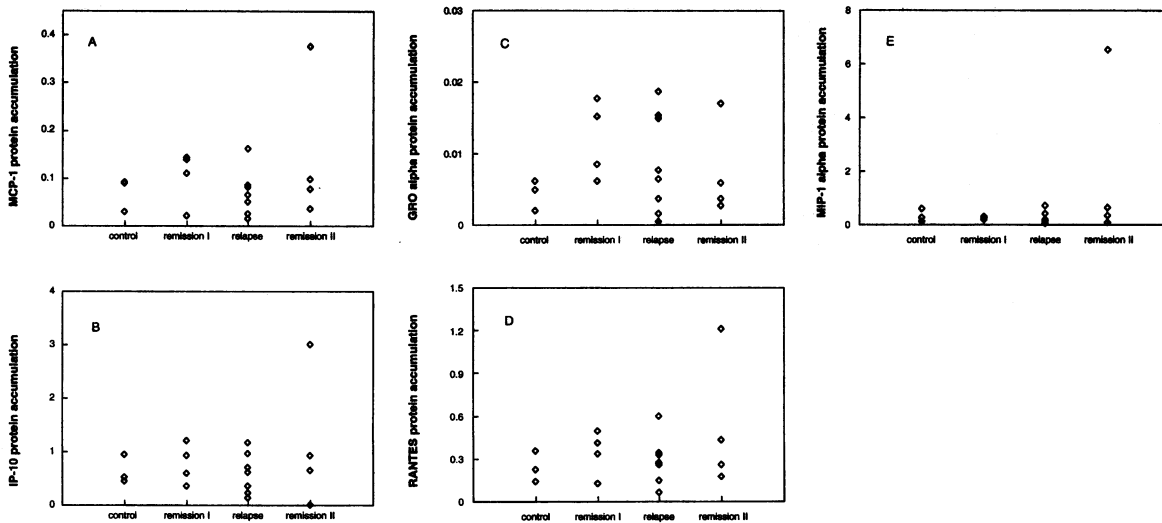 A
MCP-1 protein accumulation
0.4
0.3
0.2
0.1
0
control remission I relapse remission II
C
GRO alpha protein accumulation
0.03
0.02
0.01
0
control remission I relapse remission II
E
MIP-1 alpha protein accumulation
8
6
4
2
0
control remission I relapse remission II
B
IP-10 protein accumulation
4
3
2
1
0
control remission I relapse remission II
D
RANTES protein accumulation
1.5
1.2
0.9
0.6
0.3
0
control remission I relapse remission II